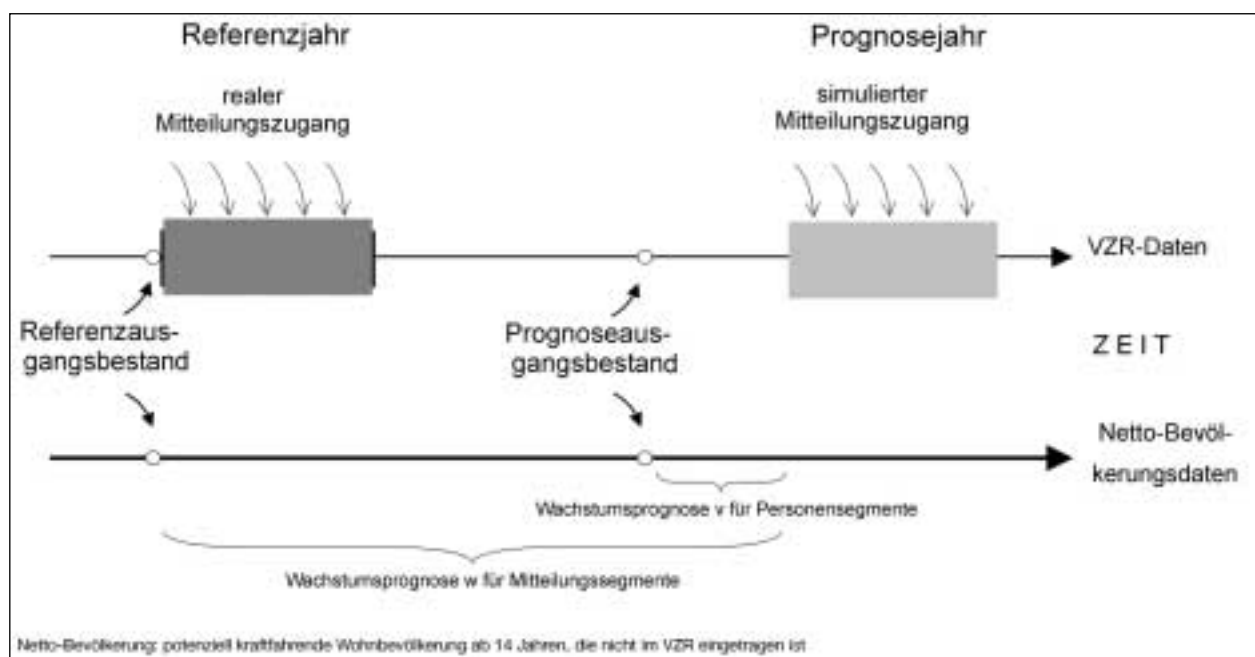 Referenzjahr
Prognosejahr
realer
Mitteilungszugang
simulierter
Mitteilungszugang
VZR-Daten
Referenzaus-
gangsbestand
Prognoseaus-
gangsbestand
Z E I T
Netto-Bevöl-
kerungsdaten
Wachstumsprognose v für Personensegmente
Wachstumsprognose w für Mitteilungssegmente
Netto-Bevölkerung: potenziell kraftfahrende Wohnbevölkerung ab 14 Jahren, die nicht im VZR eingetragen ist